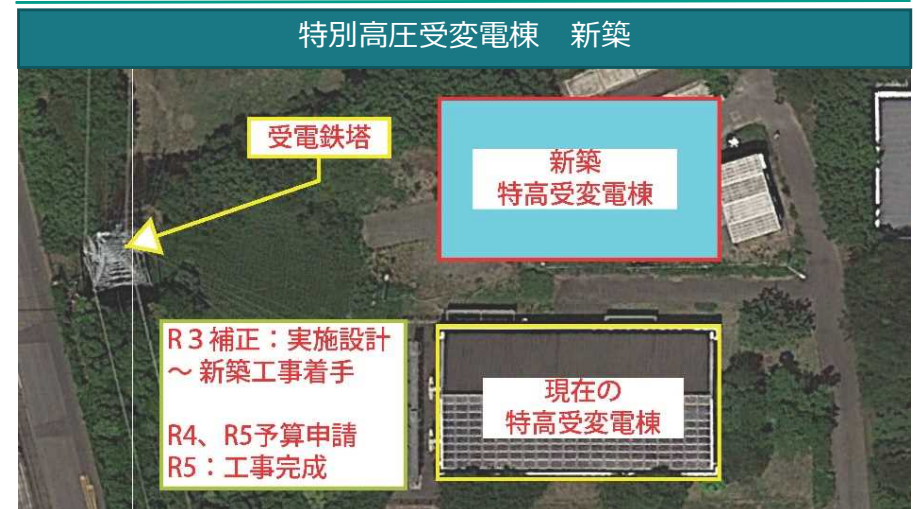 特別高圧受変電棟　新築
受電鉄塔
新築
特高受変電棟
R３補正：実施設計
～新築工事着手
R4、R5予算申請
R5：工事完成
現在の
特高受変電棟